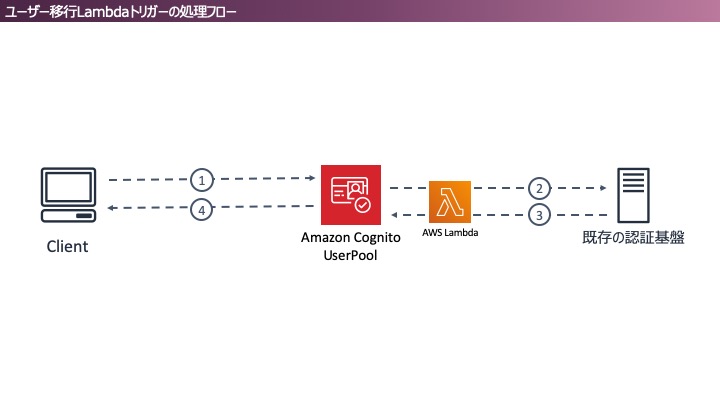 ユーザー移行Lambdaトリガーの処理フロー
1
2
4
3
Client
Amazon Cognito
UserPool
AWS Lambda
既存の認証基盤